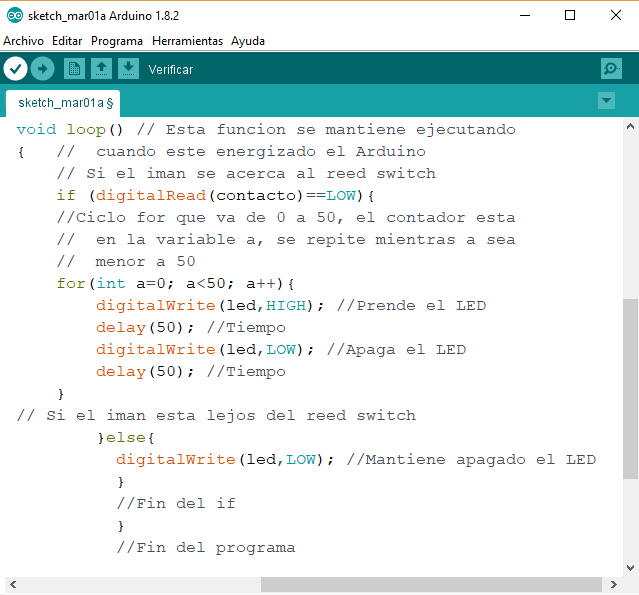 sketch_mar01a Arduino 1.8.2
Archivo Editar Programa Herramientas Ayuda
Verificar
sketch_mar01a §
void loop() // Esta funcion se mantiene ejecutando
{ // cuando este energizado el Arduino
// Si el iman se acerca al reed switch
if (digitalRead(contacto)==LOW){
//Ciclo for que va de 0 a 50, el contador esta
// en la variable a, se repite mientras a sea
// menor a 50
for(int a=0; a<50; a++){
digitalWrite(led,HIGH); //Prende el LED
delay(50); //Tiempo
digitalWrite(led,LOW); //Apaga el LED
delay(50); //Tiempo
}
// Si el iman esta lejos del reed switch
}else{
digitalWrite(led,LOW); //Mantiene apagado el LED
}
//Fin del if
}
//Fin del programa